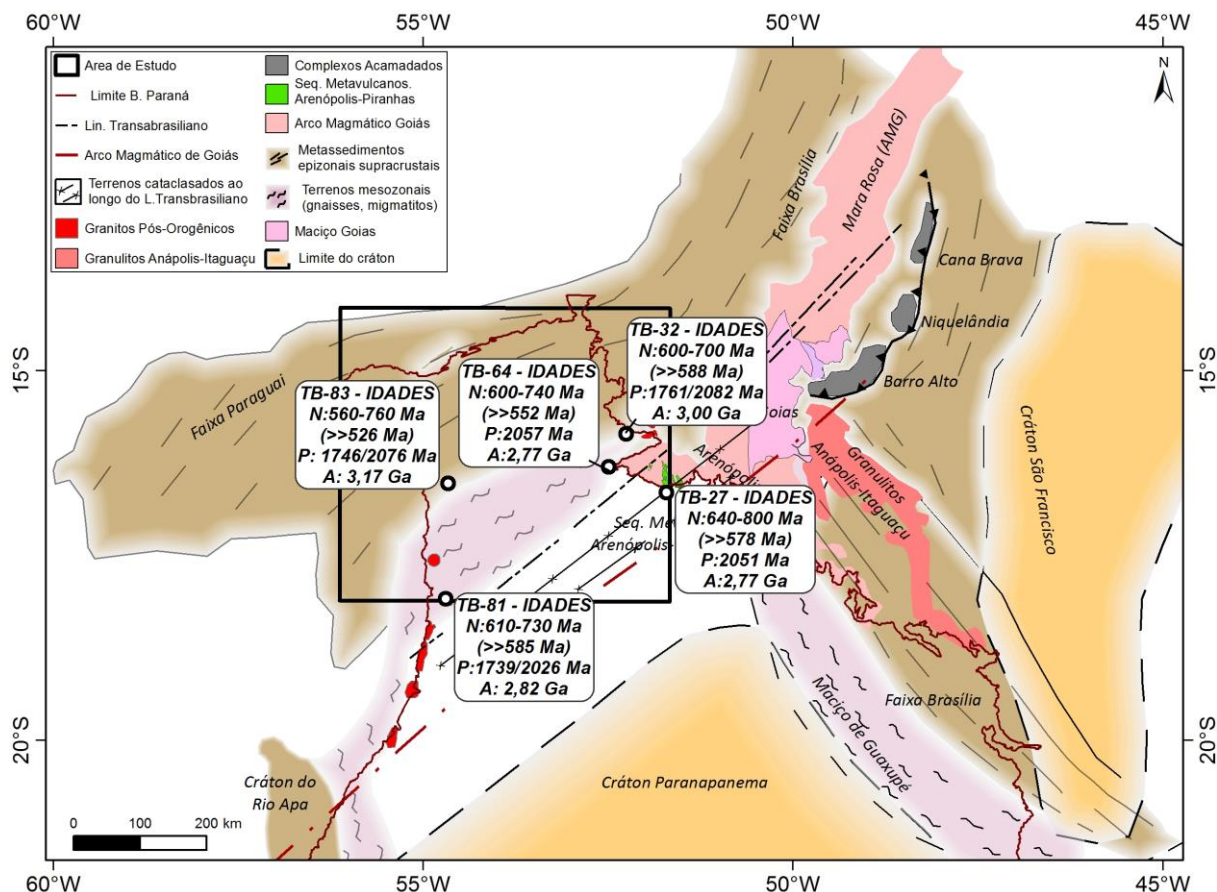 60°W
55°W
50°W
45°W
Area de Estudo
Limite B. Paraná
Lin. Transabrasiliano
Arco Magmático de Goiás
Terrenos cataclasados ao
longo do L.Transbrasiliano
Granitos Pós-Orogênicos
Granulitos Anápolis-Itaguaçu
Complexos Acamadados
Seq. Metavulcanos.
Arenópolis-Piranhas
Arco Magmático Goiás
Metassedimentos
epizonais supracrustais
Terrenos mesozonais
(gnaisses, migmatitos)
Maciço Goias
Limite do cráton
N
Mara Rosa (AMG)
Faixa Brasília
Cana Brava
Niquelândia
Barro Alto
15°S
15°S
Faixa Paraguai
TB-32 - IDADES
N:600-700 Ma
(>>588 Ma)
P:1761/2082 Ma
A: 3,00 Ga
TB-64 - IDADES
N:600-740 Ma
(>>552 Ma)
P:2057 Ma
A:2,77 Ga
TB-83 - IDADES
N:560-760 Ma
(>>526 Ma)
P: 1746/2076 Ma
A: 3,17 Ga
Goias
Granulitos
Anápolis-Itaguaçu
Cráton São Francisco
TB-27 - IDADES
N:640-800 Ma
(>>578 Ma)
P:2051 Ma
A:2,77 Ga
Seq.
Arenópolis-
TB-81 - IDADES
N:610-730 Ma
(>>585 Ma)
P:1739/2026 Ma
A: 2,82 Ga
Faixa Brasília
Maciço de Guaxupé
20°S
20°S
Cráton do
Rio Apa
Cráton Paranapanema
0 100 200 km
60°W
55°W
50°W
45°W